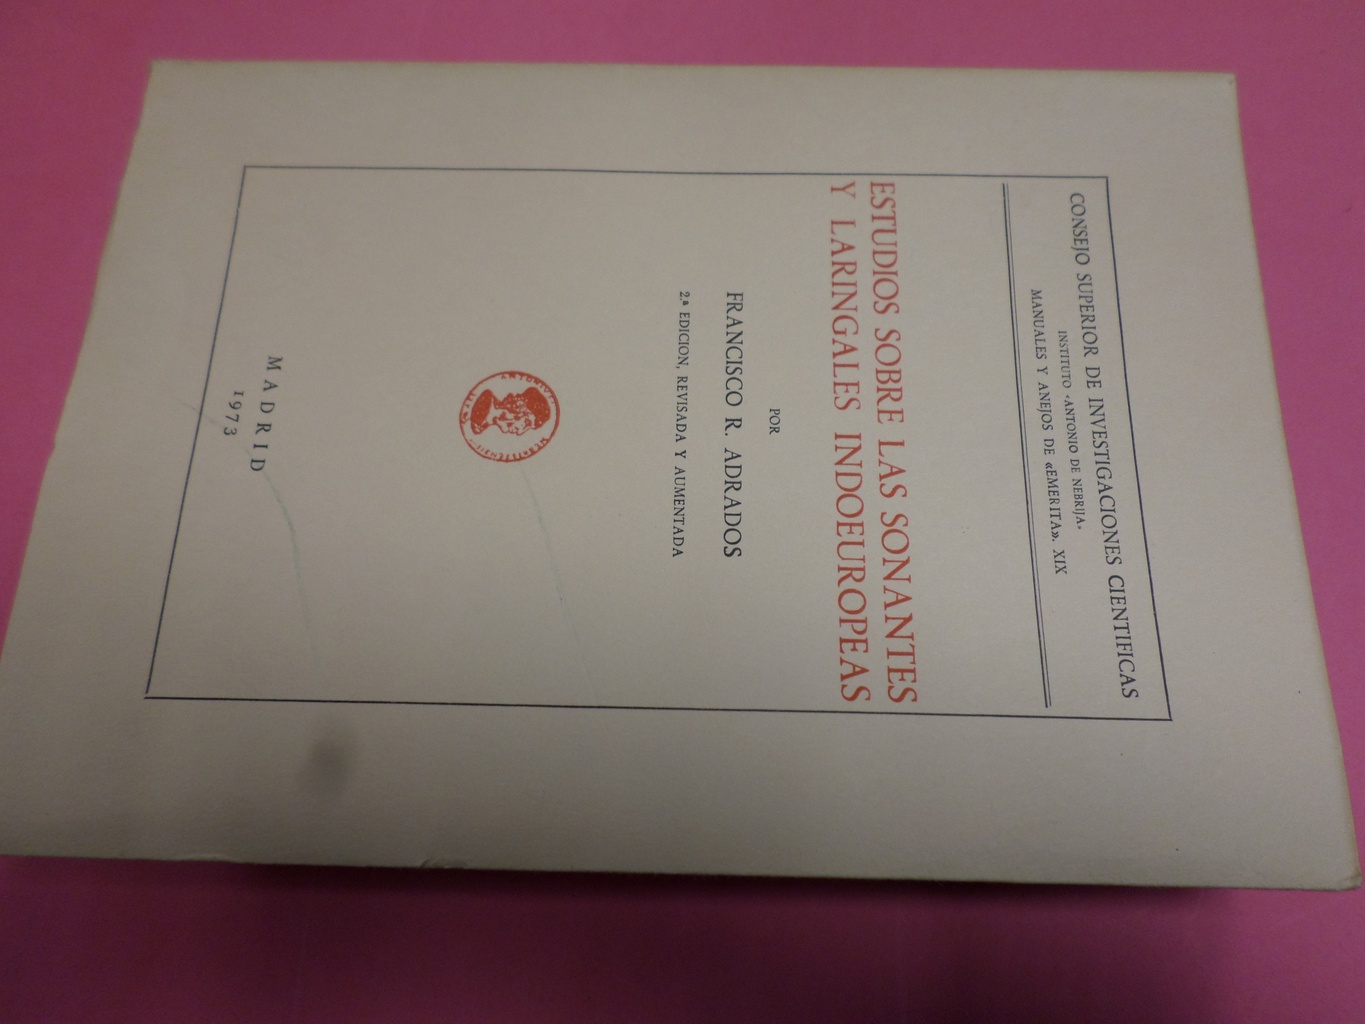 CONSEJO SUPERIOR DE INVESTIGACIONES CIENTIFICAS
INSTITUTO «ANTONIO DE NEBRIJA»
MANUALES Y ANEJOS DE «EMERITA». XIX
ESTUDIOS SOBRE LAS SONANTES
Y LARINGALES INDOEUROPEAS
POR
FRANCISCO R. ADRADOS
2.ª EDICION, REVISADA Y AUMENTADA
MADRID
1973